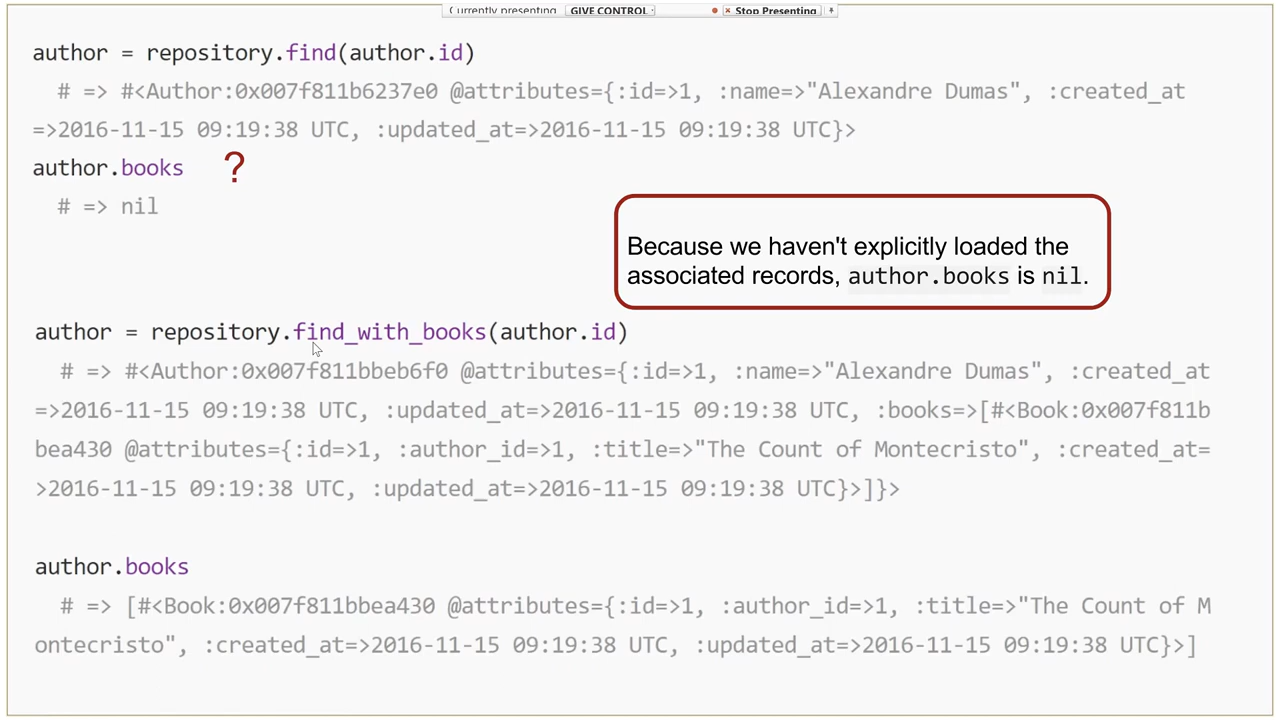 Currently presenting GIVE CONTROL Stop Presenting
author = repository.find(author.id)
# => #<Author:0x007f811b6237e0 @attributes={:id=>1, :name=>"Alexandre Dumas", :created_at
=>2016-11-15 09:19:38 UTC, :updated_at=>2016-11-15 09:19:38 UTC}>
author.books ?
# => nil
Because we haven't explicitly loaded the
associated records, author.books is nil.
author = repository.find_with_books(author.id)
# => #<Author:0x007f811bbeb6f0 @attributes={:id=>1, :name=>"Alexandre Dumas", :created_at
=>2016-11-15 09:19:38 UTC, :updated_at=>2016-11-15 09:19:38 UTC, :books=>[#<Book:0x007f811b
bea430 @attributes={:id=>1, :author_id=>1, :title=>"The Count of Montecristo", :created_at=
>2016-11-15 09:19:38 UTC, :updated_at=>2016-11-15 09:19:38 UTC}>]}>
author.books
# => [#<Book:0x007f811bbea430 @attributes={:id=>1, :author_id=>1, :title=>"The Count of M
ontecristo", :created_at=>2016-11-15 09:19:38 UTC, :updated_at=>2016-11-15 09:19:38 UTC}>]